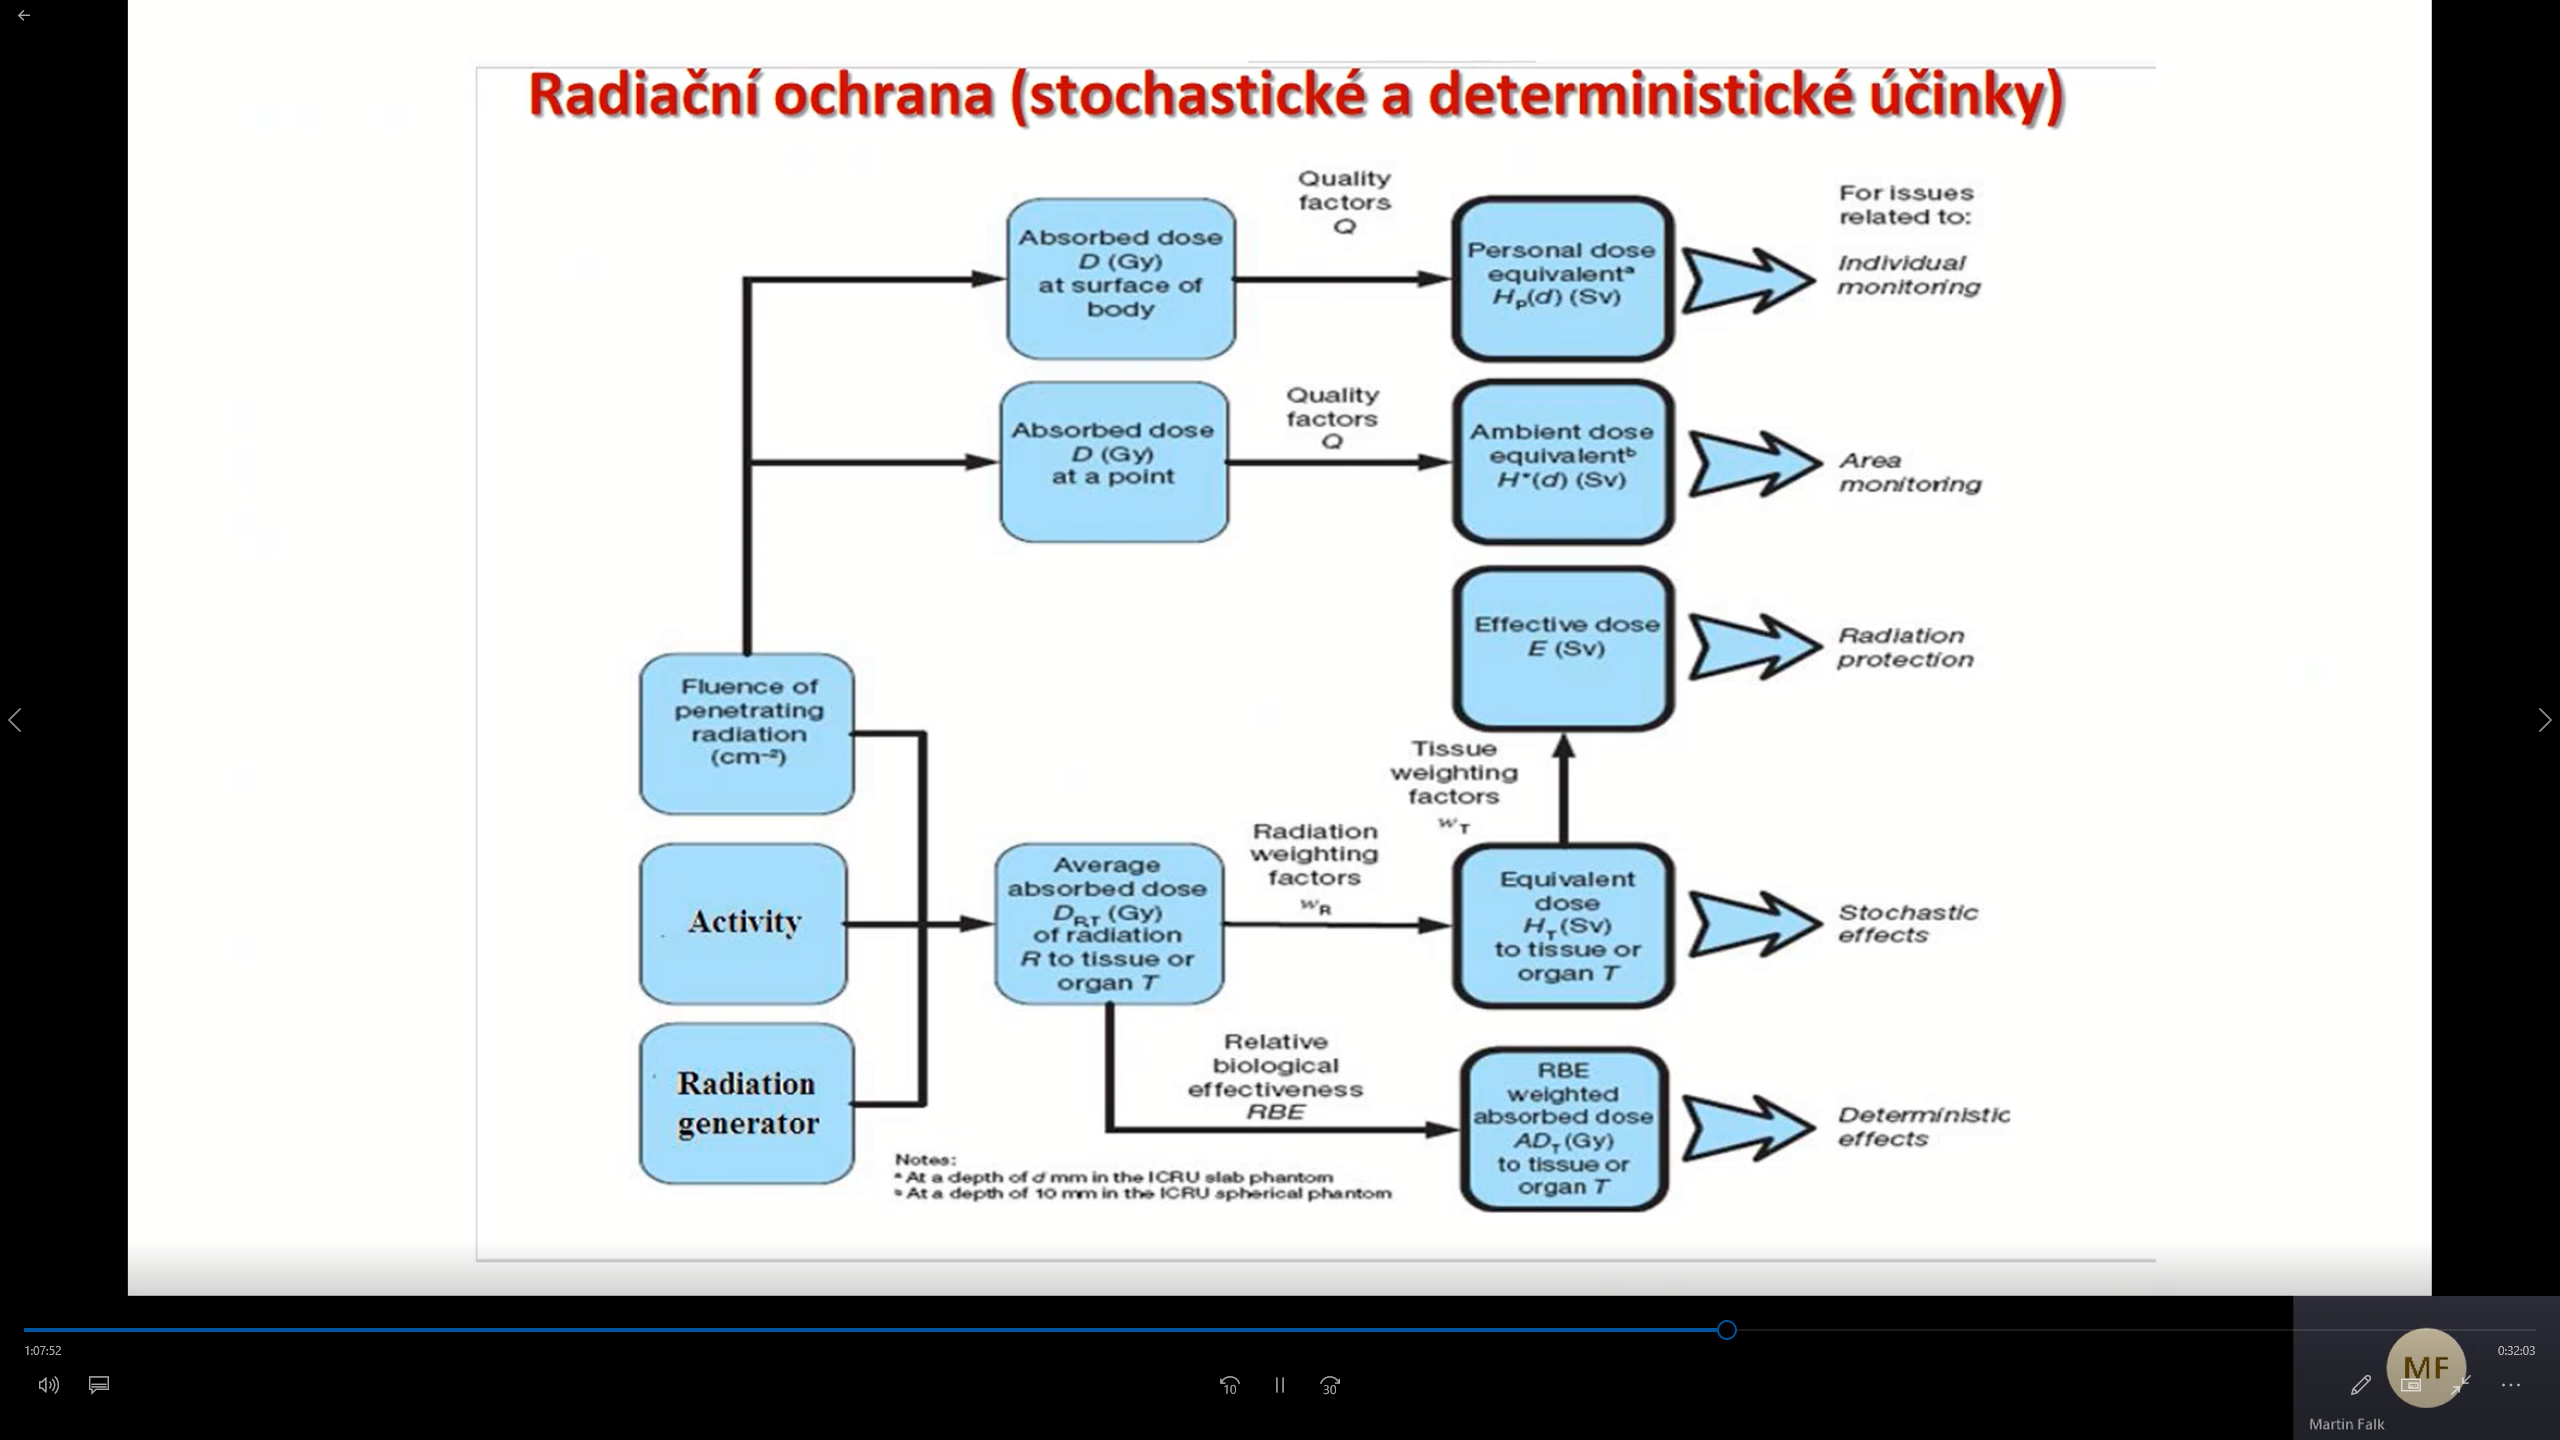 Radiační ochrana (stochastické a deterministické účinky)
Quality
factors
Q
For issues
related to:
Absorbed dose
D (Gy)
at surface of
body
Personal dose
equivalentᵃ
Hₚ(d) (Sv)
Individual
monitoring
Quality
factors
Q
Absorbed dose
D (Gy)
at a point
Ambient dose
equivalentᵇ
H*(d) (Sv)
Area
monitoring
Effective dose
E (Sv)
Radiation
protection
Fluence of
penetrating
radiation
(cm⁻²)
Tissue
weighting
factors
w_T
Radiation
weighting
factors
w_R
Activity
Average
absorbed dose
D_R,T (Gy)
of radiation
R to tissue or
organ T
Equivalent
dose
H_T (Sv)
to tissue or
organ T
Stochastic
effects
Radiation
generator
Relative
biological
effectiveness
RBE
RBE
weighted
absorbed dose
AD_T (Gy)
to tissue or
organ T
Deterministic
effects
Notes:
ᵃ At a depth of d mm in the ICRU slab phantom
ᵇ At a depth of 10 mm in the ICRU spherical phantom
1:07:52
0:32:03
10
30
MF
Martin Falk